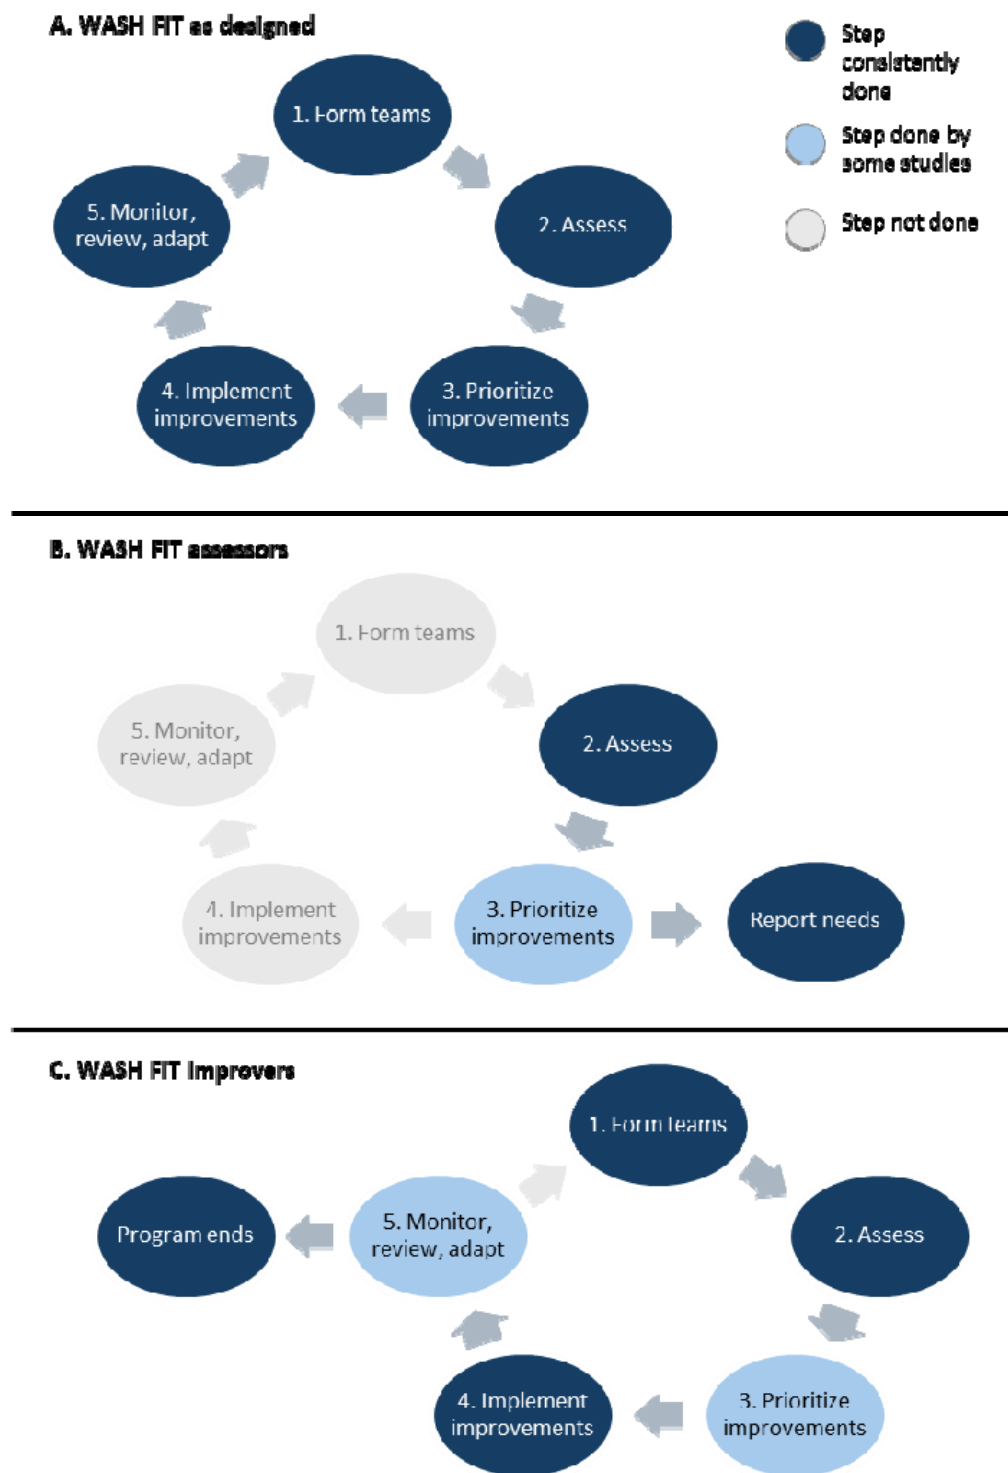 A. WASH FIT as designed
Step
consistently
done
Step done by
some studies
Step not done
1. Form teams
2. Assess
3. Prioritize
improvements
4. Implement
improvements
5. Monitor,
review, adapt
B. WASH FIT assessors
1. Form teams
2. Assess
3. Prioritize
improvements
Report needs
4. Implement
improvements
5. Monitor,
review, adapt
C. WASH FIT improvers
1. Form teams
2. Assess
3. Prioritize
improvements
4. Implement
improvements
5. Monitor,
review, adapt
Program ends